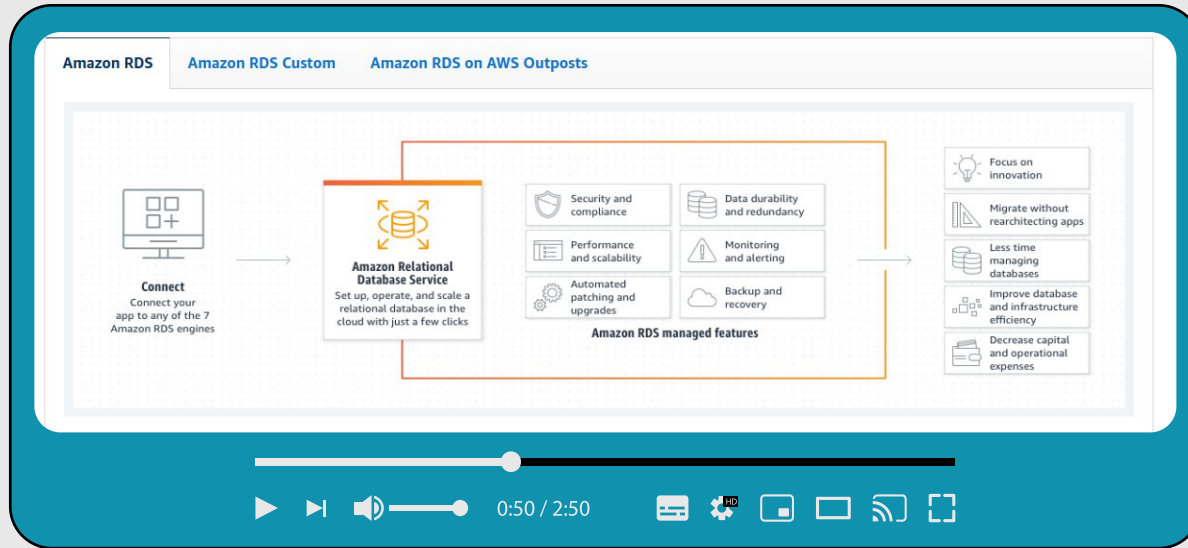 Amazon RDS
Amazon RDS Custom
Amazon RDS on AWS Outposts
Connect
Connect your
app to any of the 7
Amazon RDS engines
Amazon Relational
Database Service
Set up, operate, and scale a
relational database in the
cloud with just a few clicks
Security and
compliance
Data durability
and redundancy
Performance
and scalability
Monitoring
and alerting
Automated
patching and
upgrades
Backup and
recovery
Amazon RDS managed features
Focus on
innovation
Migrate without
rearchitecting apps
Less time
managing
databases
Improve database
and infrastructure
efficiency
Decrease capital
and operational
expenses
0:50 / 2:50
HD